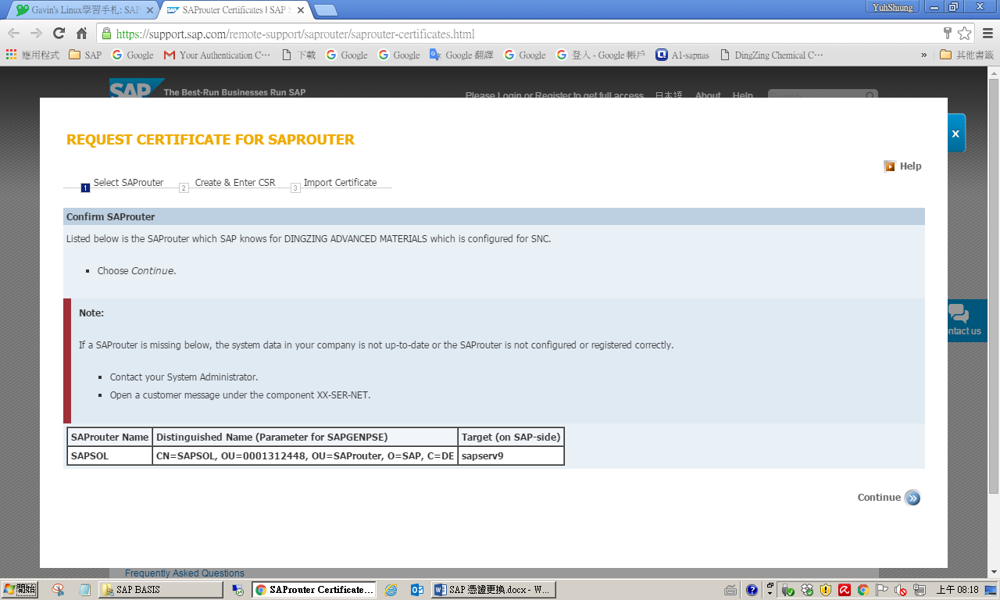 Gavin's Linux學習手札: SAP
SAProuter Certificates | SAP S
YuhShiung
https://support.sap.com/remote-support/saprouter/saprouter-certificates.html
應用程式 SAP Google Your Authentication C… 下載 Google Google Google 翻譯 Google 登入 - Google 帳戶 A1-sapnas DingZing Chemical C… » 其他書籤
SAP The Best-Run Businesses Run SAP
Please Login or Register to get full access 日本語 About Help Search
x
REQUEST CERTIFICATE FOR SAPROUTER
Help
1 Select SAProuter 2 Create & Enter CSR 3 Import Certificate
Confirm SAProuter
Listed below is the SAProuter which SAP knows for DINGZING ADVANCED MATERIALS which is configured for SNC.
Choose Continue.
Note:
If a SAProuter is missing below, the system data in your company is not up-to-date or the SAProuter is not configured or registered correctly.
ntact us
Contact your System Administrator.
Open a customer message under the component XX-SER-NET.
SAProuter Name Distinguished Name (Parameter for SAPGENPSE) Target (on SAP-side)
SAPSOL CN=SAPSOL, OU=0001312448, OU=SAProuter, O=SAP, C=DE sapserv9
Continue
Frequently Asked Questions
開始 SAP BASIS SAProuter Certificate... SAP 憑證更換.docx - W... 上午 08:18